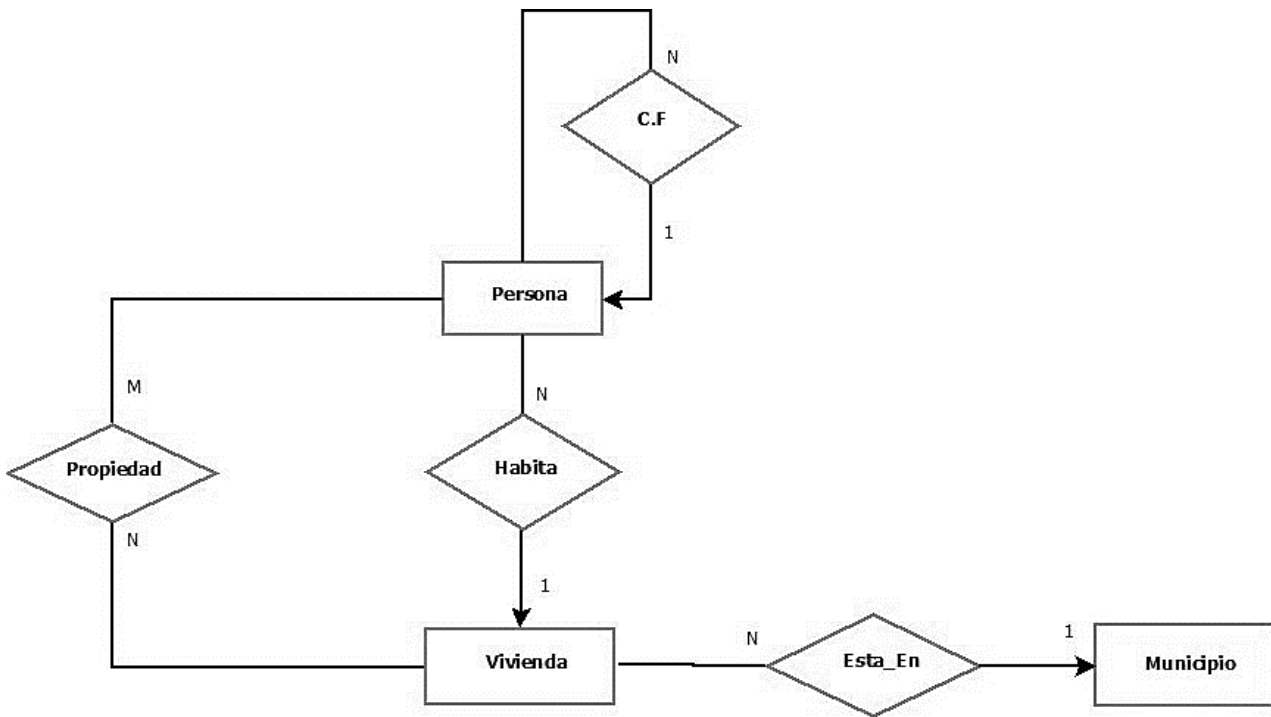 N
C.F
1
Persona
M
N
Propiedad
Habita
N
1
N
1
Vivienda
Esta_En
Municipio